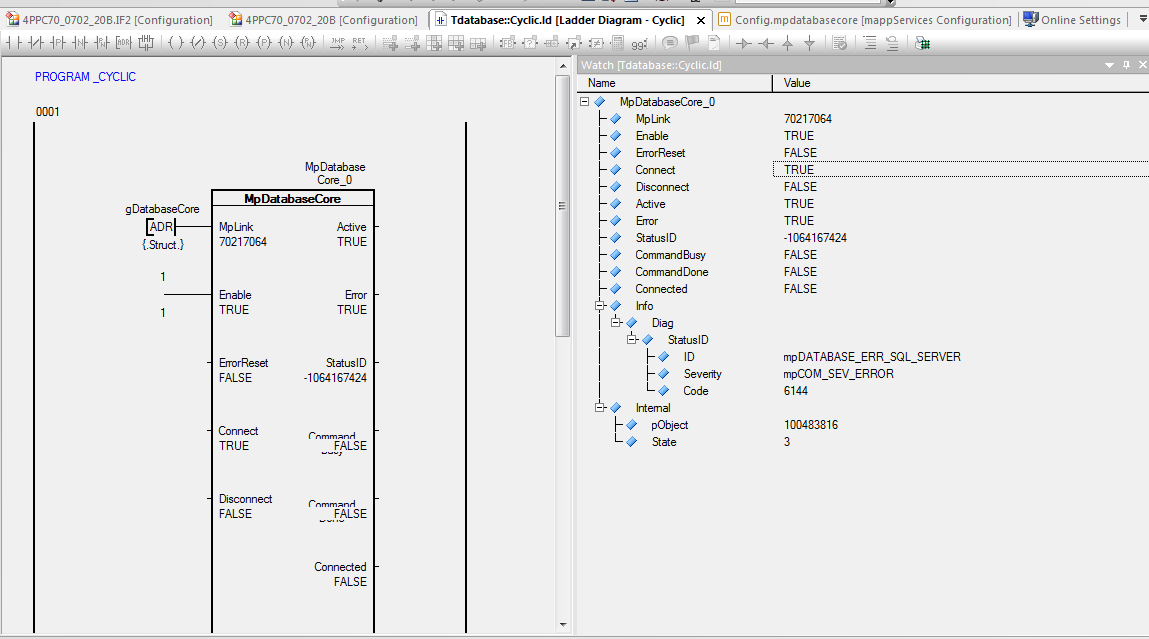 4PPC70_0702_20B.IF2 [Configuration]
4PPC70_0702_20B [Configuration]
Tdatabase::Cyclic.ld [Ladder Diagram - Cyclic]
Config.mpdatabasecore [mappServices Configuration]
Online Settings
PROGRAM _CYCLIC
0001
MpDatabase
Core_0
MpDatabaseCore
gDatabaseCore
ADR
{.Struct.}
MpLink Active
70217064 TRUE
1
Enable Error
TRUE TRUE
1
ErrorReset StatusID
FALSE -1064167424
Connect Command
TRUE FALSE
Disconnect Command
FALSE FALSE
Connected
FALSE
Watch [Tdatabase::Cyclic.ld]
Name Value
MpDatabaseCore_0
MpLink 70217064
Enable TRUE
ErrorReset FALSE
Connect TRUE
Disconnect FALSE
Active TRUE
Error TRUE
StatusID -1064167424
CommandBusy FALSE
CommandDone FALSE
Connected FALSE
Info
Diag
StatusID
ID mpDATABASE_ERR_SQL_SERVER
Severity mpCOM_SEV_ERROR
Code 6144
Internal
pObject 100483816
State 3